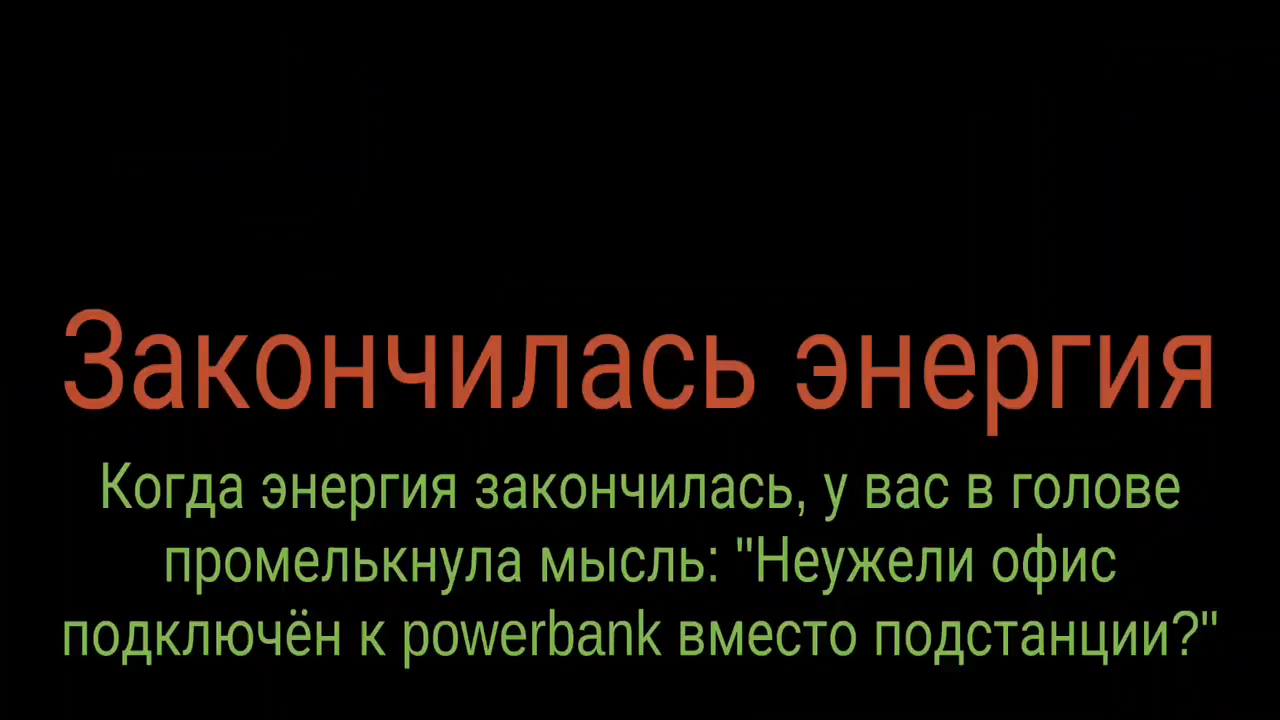 Закончилась энергия
Когда энергия закончилась, у вас в голове
промелькнула мысль: "Неужели офис
подключён к powerbank вместо подстанции?"